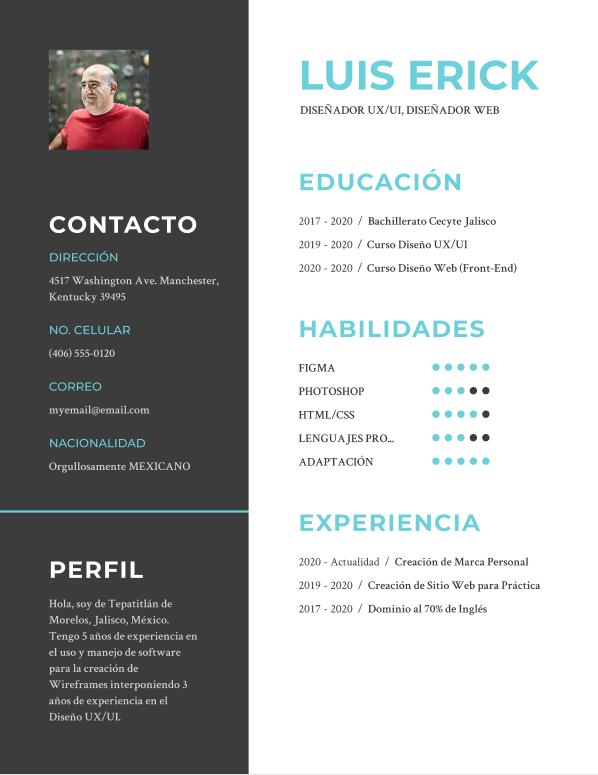 CONTACTO
DIRECCIÓN
4517 Washington Ave. Manchester,
Kentucky 39495
NO. CELULAR
(406) 555-0120
CORREO
myemail@email.com
NACIONALIDAD
Orgullosamente MEXICANO
PERFIL
Hola, soy de Tepatitlán de
Morelos, Jalisco, México.
Tengo 5 años de experiencia en
el uso y manejo de software
para la creación de
Wireframes interponiendo 3
años de experiencia en el
Diseño UX/UI.
LUIS ERICK
DISEÑADOR UX/UI, DISEÑADOR WEB
EDUCACIÓN
2017 - 2020 / Bachillerato Cecyte Jalisco
2019 - 2020 / Curso Diseño UX/UI
2020 - 2020 / Curso Diseño Web (Front-End)
HABILIDADES
FIGMA
PHOTOSHOP
HTML/CSS
LENGUAJES PRO...
ADAPTACIÓN
EXPERIENCIA
2020 - Actualidad / Creación de Marca Personal
2019 - 2020 / Creación de Sitio Web para Práctica
2017 - 2020 / Dominio al 70% de Inglés